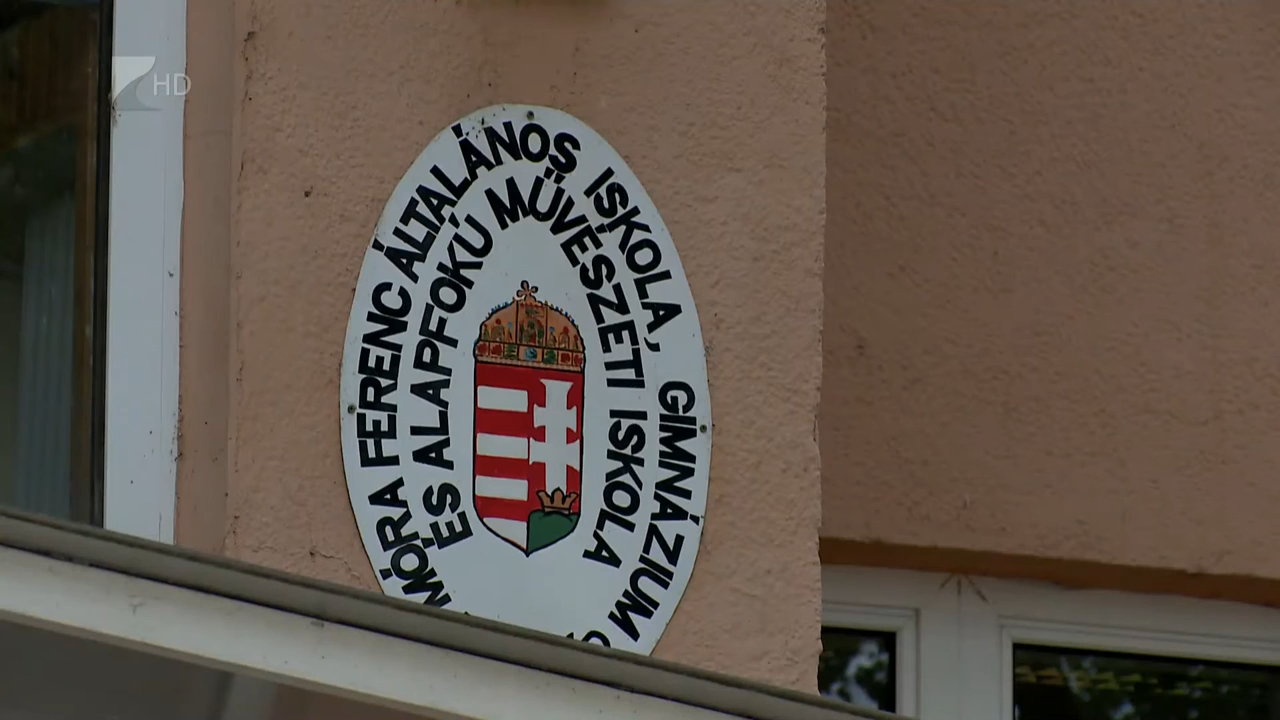 HD
MÓRA FERENC ÁLTALÁNOS ISKOLA, GIMNÁZIUM
ÉS ALAPFOKÚ MŰVÉSZETI ISKOLA